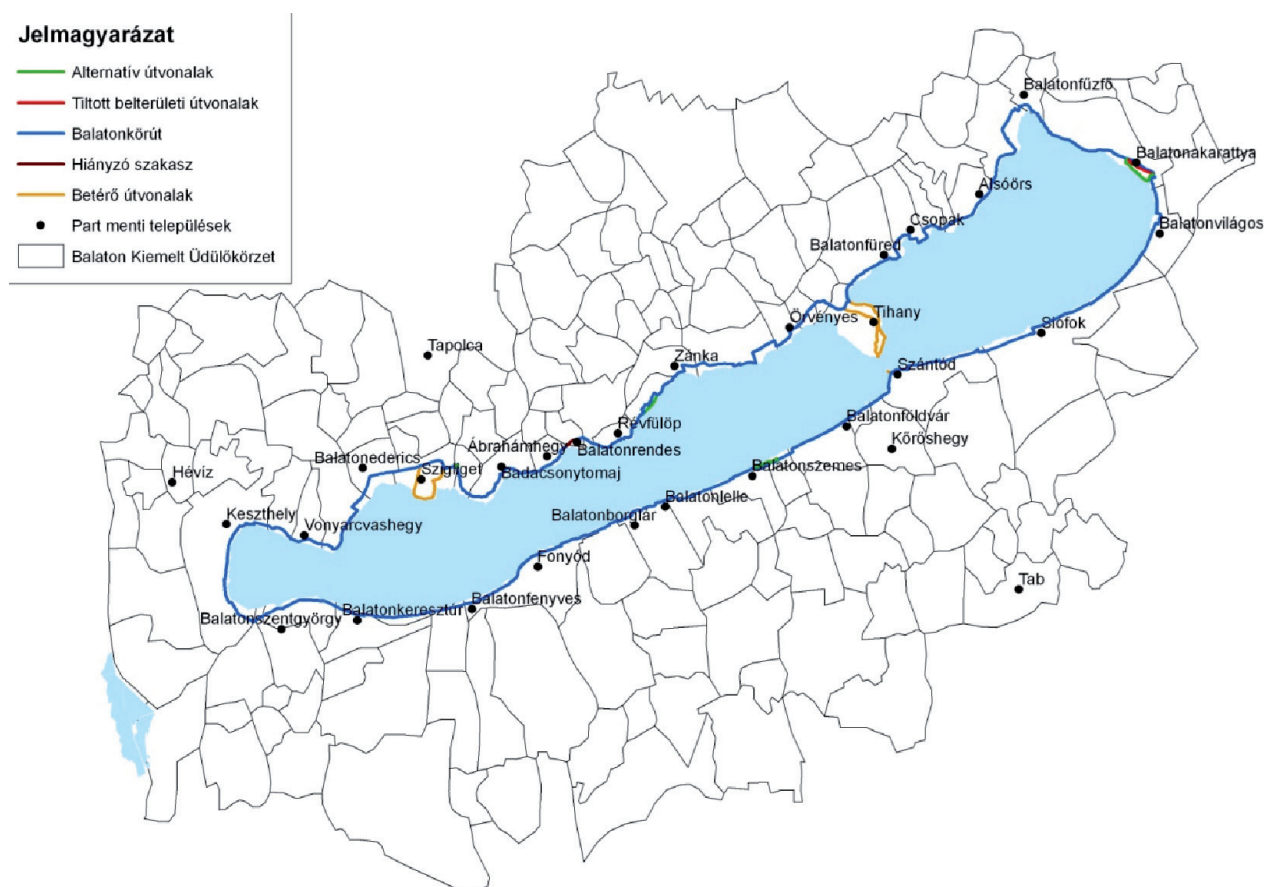 Jelmagyarázat
Alternatív útvonalak
Tiltott belterületi útvonalak
Balatonkörút
Hiányzó szakasz
Betérő útvonalak
Part menti települések
Balaton Kiemelt Üdülőkörzet
Balatonfűzfő
Balatonakarattya
Alsóörs
Csopak
Balatonvilágos
Balatonfüred
Örvényes
Tihany
Siófok
Tapolca
Zánka
Szántód
Révfülöp
Balatonföldvár
Ábrahámhegy
Balatonrendes
Kőröshegy
Balatonederics
Szigliget
Badacsonytomaj
Balatonszemes
Hévíz
Balatonlelle
Keszthely
Vonyarcvashegy
Balatonboglár
Fonyód
Tab
Balatonfenyves
Balatonkeresztúr
Balatonszentgyörgy